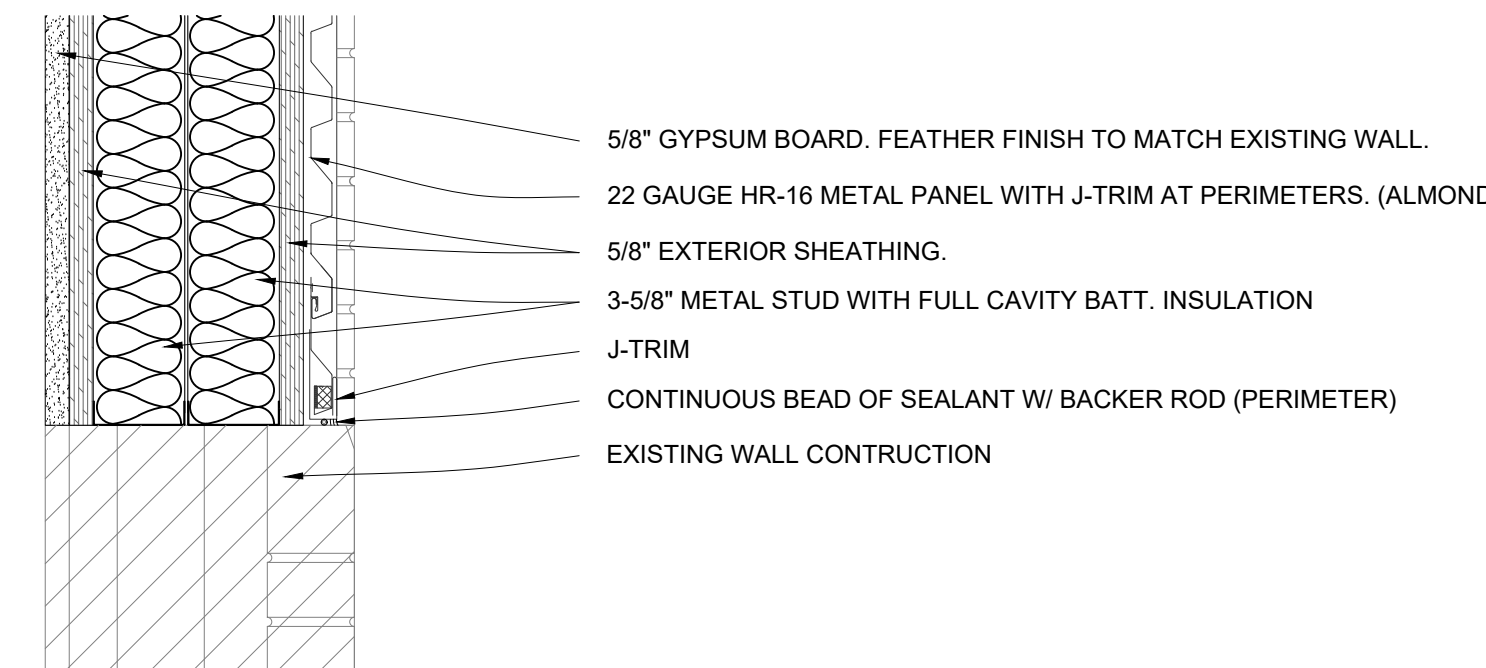 5/8" GYPSUM BOARD. FEATHER FINISH TO MATCH EXISTING WALL.
22 GAUGE HR-16 METAL PANEL WITH J-TRIM AT PERIMETERS. (ALMOND
5/8" EXTERIOR SHEATHING.
3-5/8" METAL STUD WITH FULL CAVITY BATT. INSULATION
J-TRIM
CONTINUOUS BEAD OF SEALANT W/ BACKER ROD (PERIMETER)
EXISTING WALL CONTRUCTION